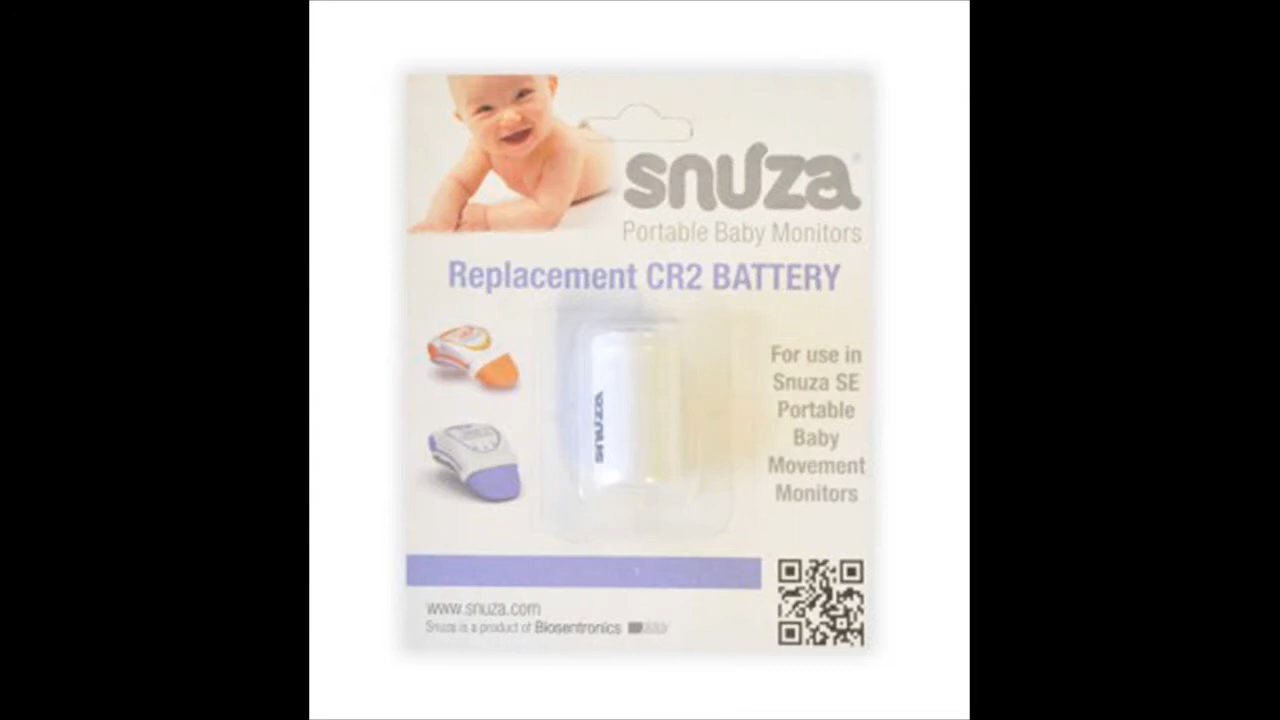 snuza®
Portable Baby Monitors
Replacement CR2 BATTERY
snuza
For use in
Snuza SE
Portable
Baby
Movement
Monitors
www.snuza.com
Snuza is a product of Biosentronics